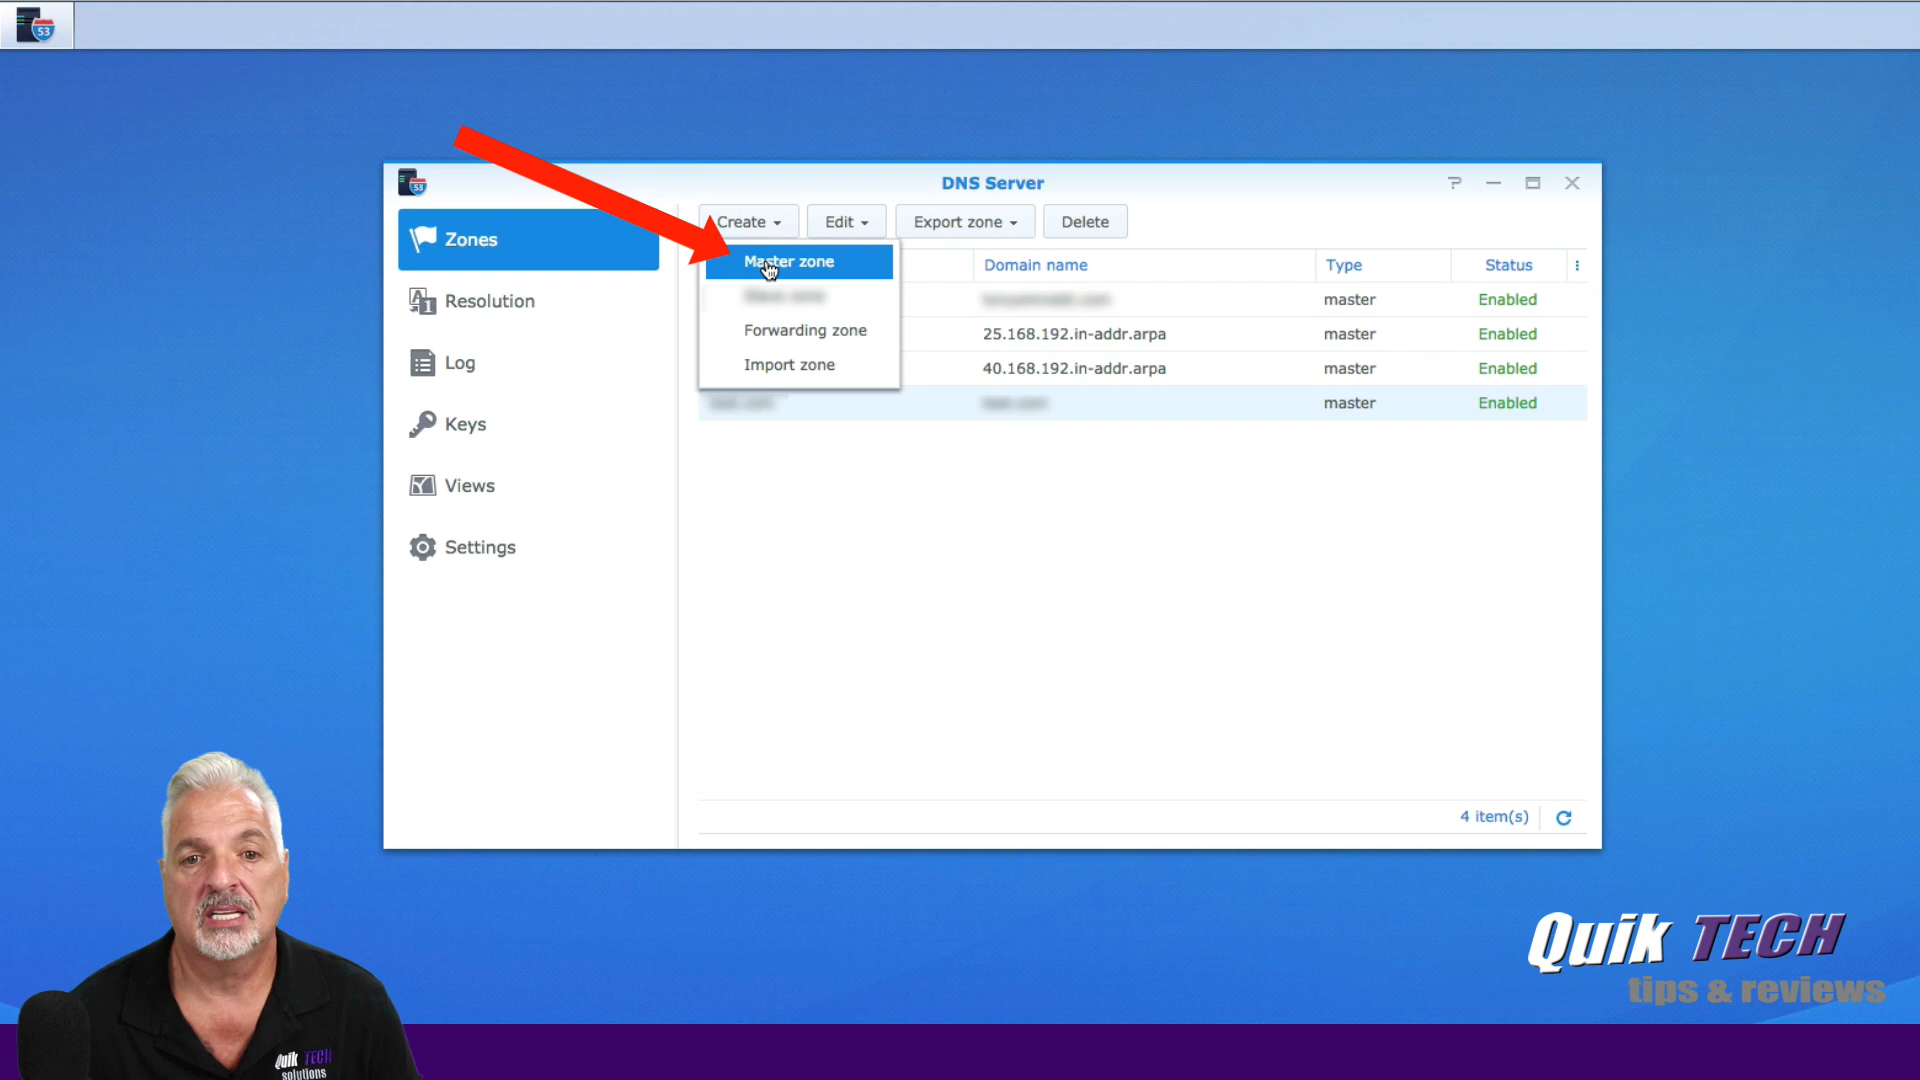 53
53
DNS Server
Zones
Resolution
Log
Keys
Views
Settings
Create
Edit
Export zone
Delete
Master zone
Forwarding zone
Import zone
Domain name
Type
Status
master
Enabled
25.168.192.in-addr.arpa
master
Enabled
40.168.192.in-addr.arpa
master
Enabled
master
Enabled
4 item(s)
Quik TECH
tips & reviews
Quik TECH
solutions